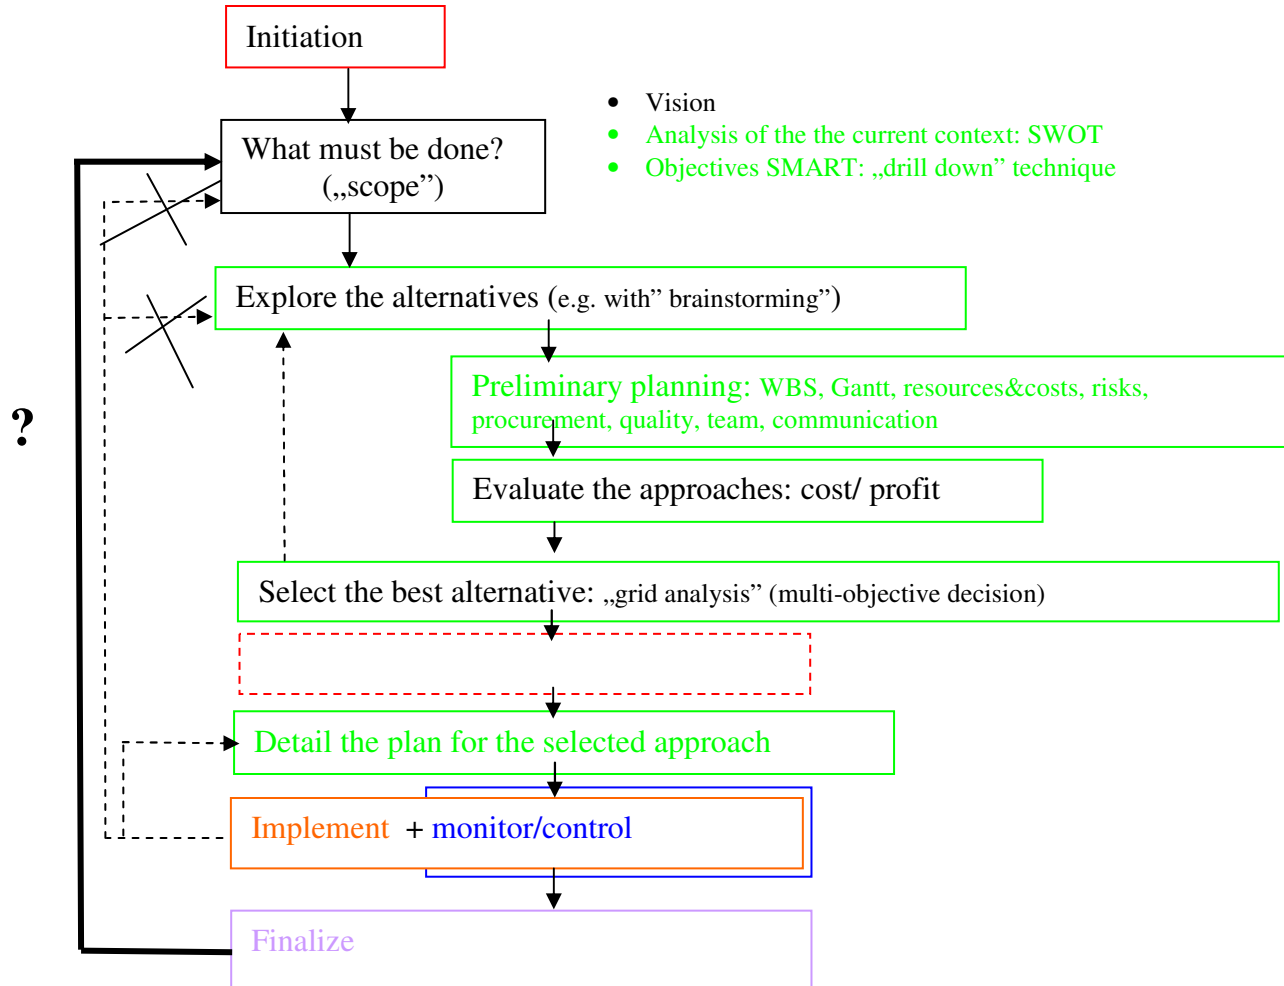 Initiation
• Vision
• Analysis of the the current context: SWOT
• Objectives SMART: „drill down” technique
What must be done?
(„scope”)
Explore the alternatives (e.g. with” brainstorming”)
Preliminary planning: WBS, Gantt, resources&costs, risks,
procurement, quality, team, communication
?
Evaluate the approaches: cost/ profit
Select the best alternative: „grid analysis” (multi-objective decision)
Detail the plan for the selected approach
Implement + monitor/control
Finalize